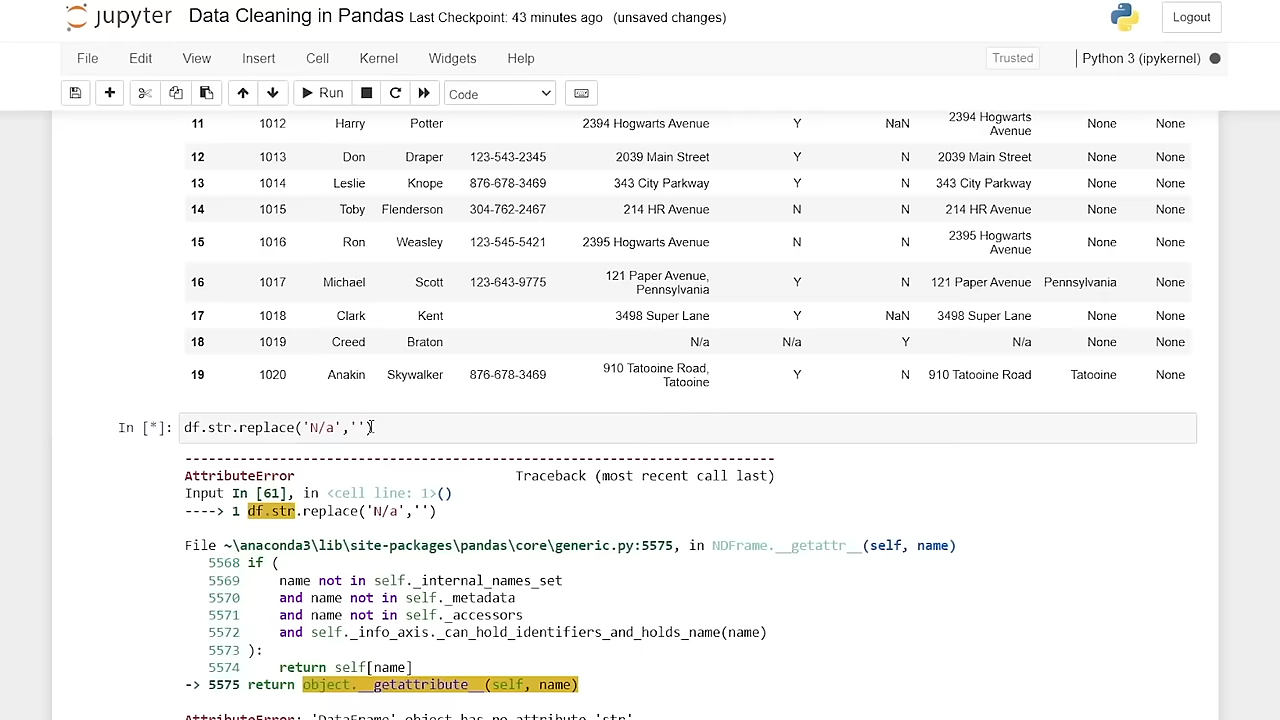 jupyter Data Cleaning in Pandas Last Checkpoint: 43 minutes ago (unsaved changes) Logout
File Edit View Insert Cell Kernel Widgets Help Trusted Python 3 (ipykernel)
Run Code
11 1012 Harry Potter 2394 Hogwarts Avenue Y NaN 2394 Hogwarts Avenue None None
12 1013 Don Draper 123-543-2345 2039 Main Street Y N 2039 Main Street None None
13 1014 Leslie Knope 876-678-3469 343 City Parkway Y N 343 City Parkway None None
14 1015 Toby Flenderson 304-762-2467 214 HR Avenue N N 214 HR Avenue None None
15 1016 Ron Weasley 123-545-5421 2395 Hogwarts Avenue N N 2395 Hogwarts Avenue None None
16 1017 Michael Scott 123-643-9775 121 Paper Avenue, Pennsylvania Y N 121 Paper Avenue Pennsylvania None
17 1018 Clark Kent 3498 Super Lane Y NaN 3498 Super Lane None None
18 1019 Creed Braton N/a N/a Y N/a None None
19 1020 Anakin Skywalker 876-678-3469 910 Tatooine Road, Tatooine Y N 910 Tatooine Road Tatooine None
In [*]: df.str.replace('N/a','')
---------------------------------------------------------------------------
AttributeError Traceback (most recent call last)
Input In [61], in <cell line: 1>()
----> 1 df.str.replace('N/a','')
File ~\anaconda3\lib\site-packages\pandas\core\generic.py:5575, in NDFrame.__getattr__(self, name)
5568 if (
5569 name not in self._internal_names_set
5570 and name not in self._metadata
5571 and name not in self._accessors
5572 and self._info_axis._can_hold_identifiers_and_holds_name(name)
5573 ):
5574 return self[name]
-> 5575 return object.__getattribute__(self, name)
AttributeError: 'DataFrame' object has no attribute 'str'